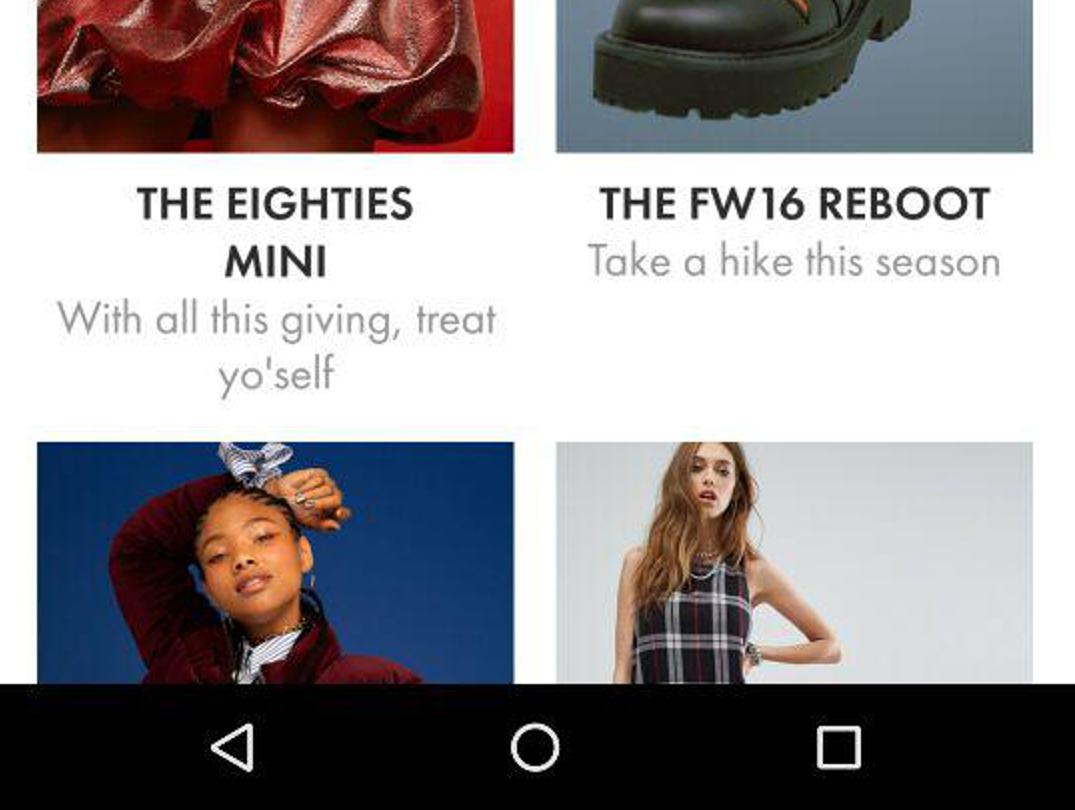 THE EIGHTIES
MINI
With all this giving, treat
yo'self
THE FW16 REBOOT
Take a hike this season